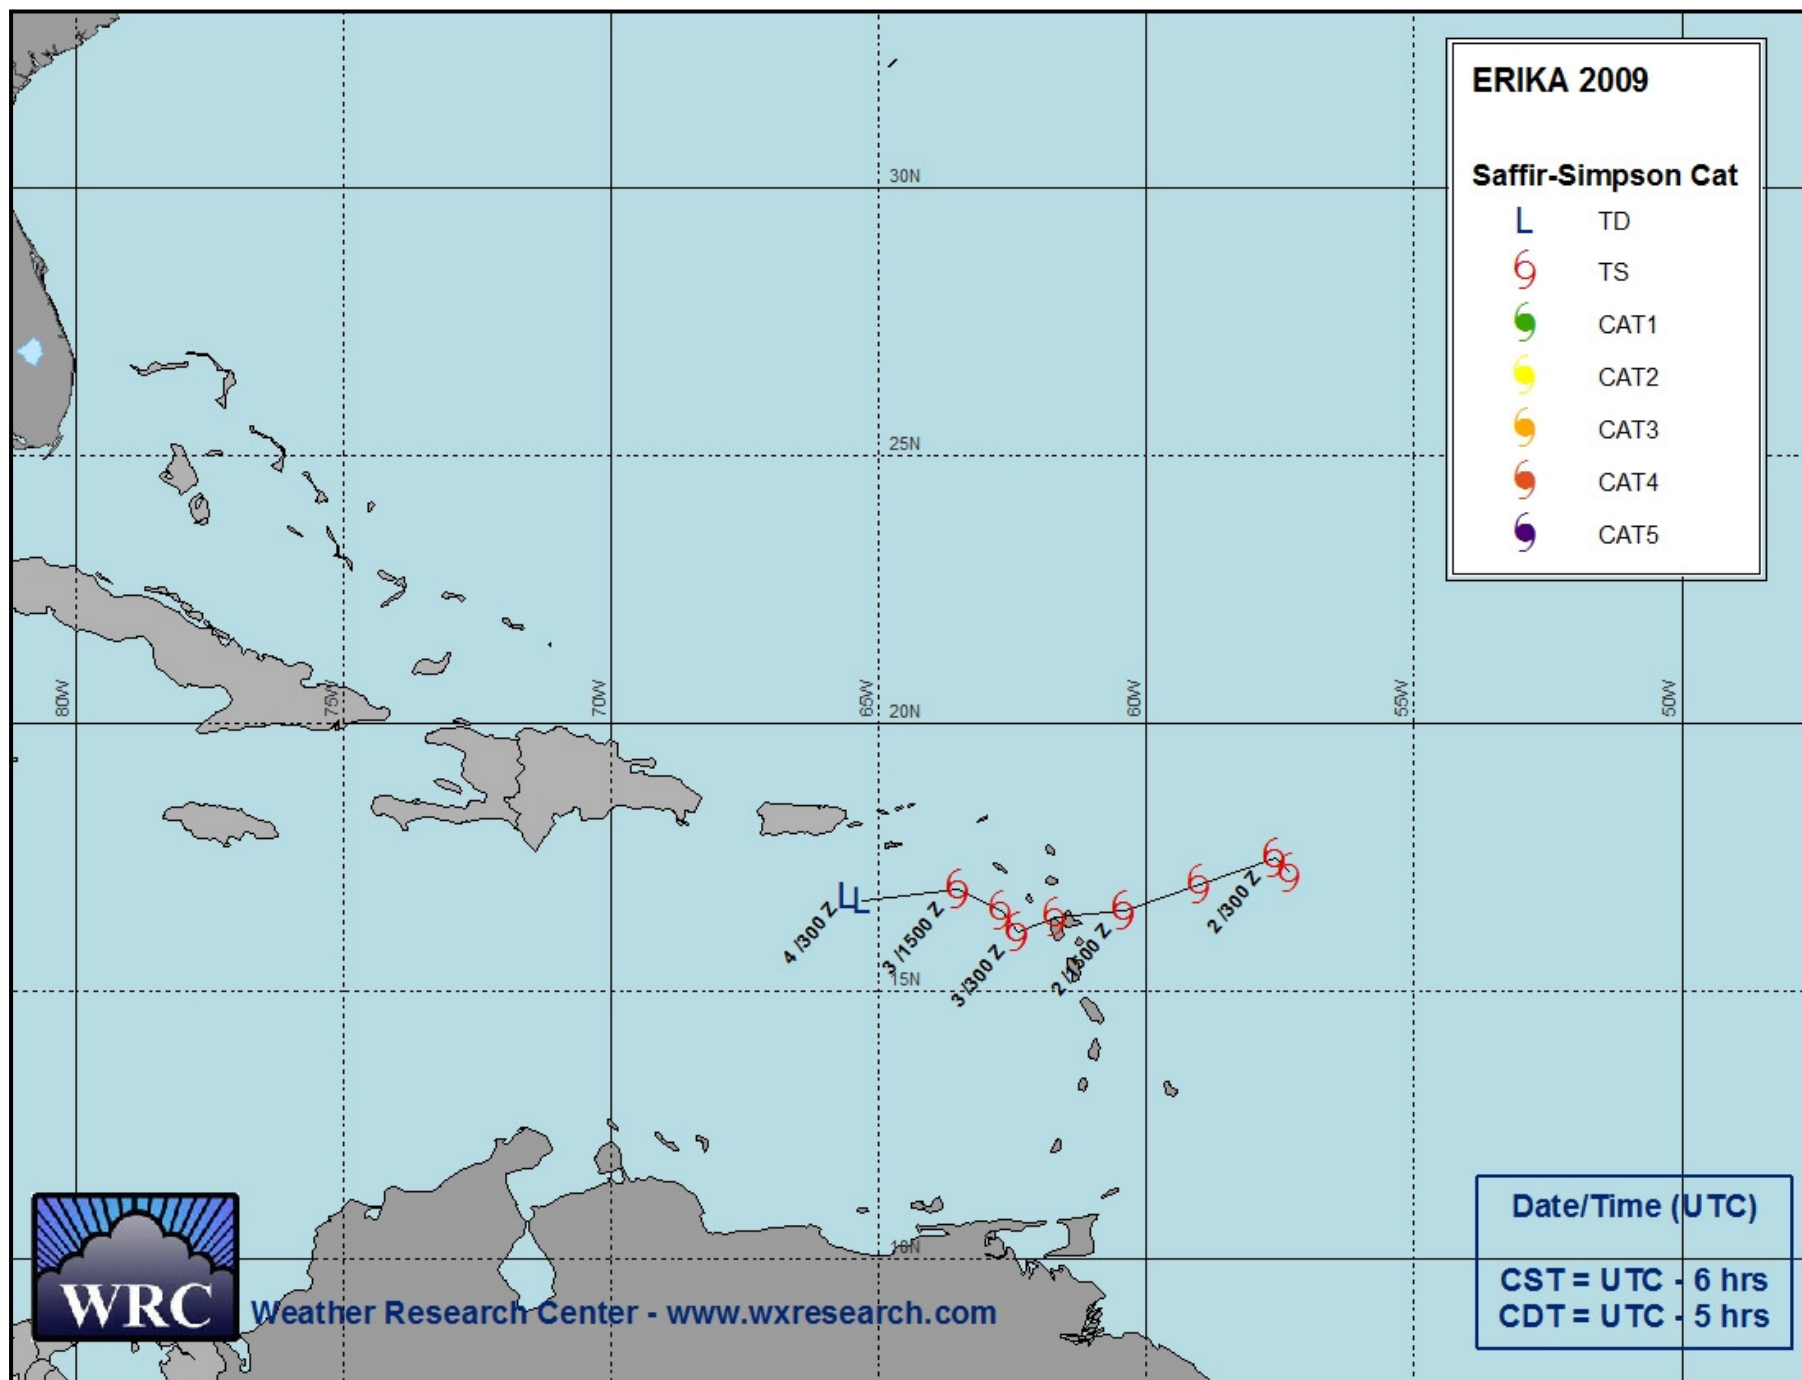 ERIKA 2009
Saffir-Simpson Cat
L TD
TS
CAT1
CAT2
CAT3
CAT4
CAT5
30N
25N
80W
75W
70W
65W
20N
60W
55W
50W
L
L
4 /300 Z
3 /1500 Z
3 /300 Z
2 /1500 Z
2 /300 Z
15N
10N
WRC
Weather Research Center - www.wxresearch.com
Date/Time (UTC)
CST = UTC - 6 hrs
CDT = UTC - 5 hrs